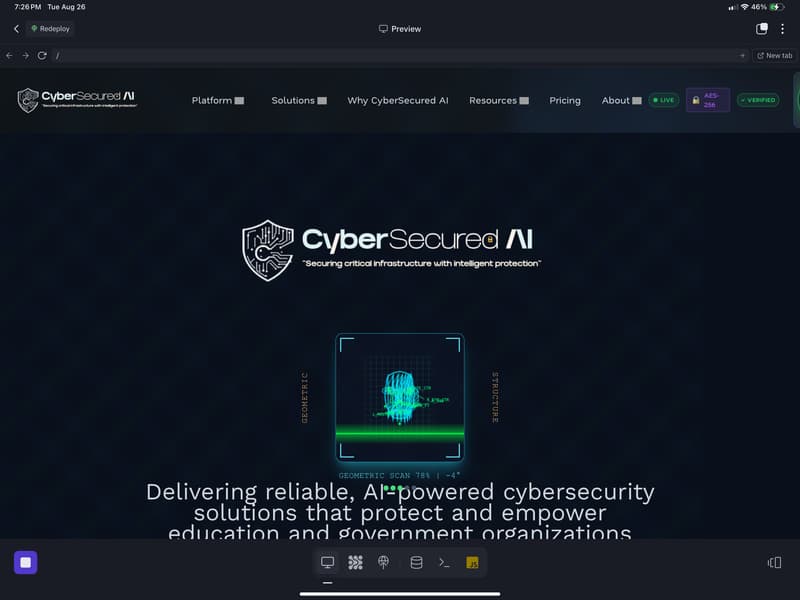 7:26 PM Tue Aug 26
46%
Redeploy
Preview
/
New tab
CyberSecured AI
"Securing critical infrastructure with intelligent protection"
Platform
Solutions
Why CyberSecured AI
Resources
Pricing
About
LIVE
AES-
256
✓ VERIFIED
CyberSecured AI
"Securing critical infrastructure with intelligent protection"
GEOMETRIC
STRUCTURE
GEOMETRIC SCAN 78% | -4°
Delivering reliable, AI-powered cybersecurity
solutions that protect and empower
education and government organizations
JS